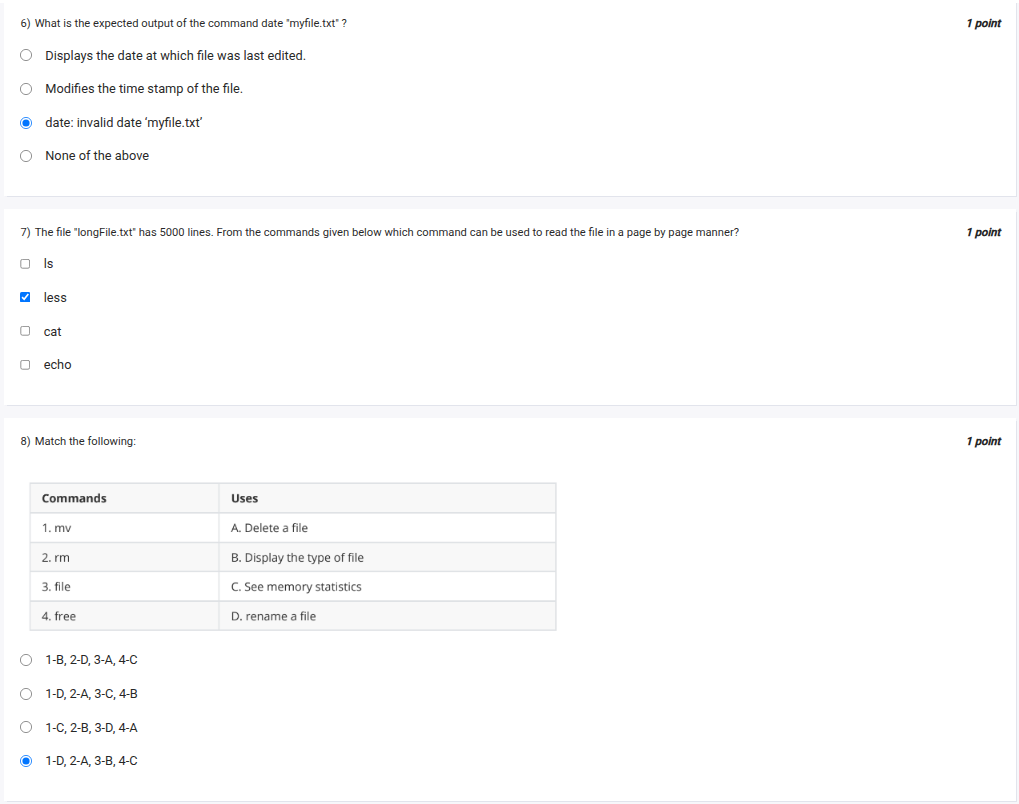 6) What is the expected output of the command date "myfile.txt" ? 1 point
Displays the date at which file was last edited.
Modifies the time stamp of the file.
date: invalid date ‘myfile.txt’
None of the above
7) The file "longFile.txt" has 5000 lines. From the commands given below which command can be used to read the file in a page by page manner? 1 point
ls
less
cat
echo
8) Match the following: 1 point
Commands Uses
1. mv A. Delete a file
2. rm B. Display the type of file
3. file C. See memory statistics
4. free D. rename a file
1-B, 2-D, 3-A, 4-C
1-D, 2-A, 3-C, 4-B
1-C, 2-B, 3-D, 4-A
1-D, 2-A, 3-B, 4-C